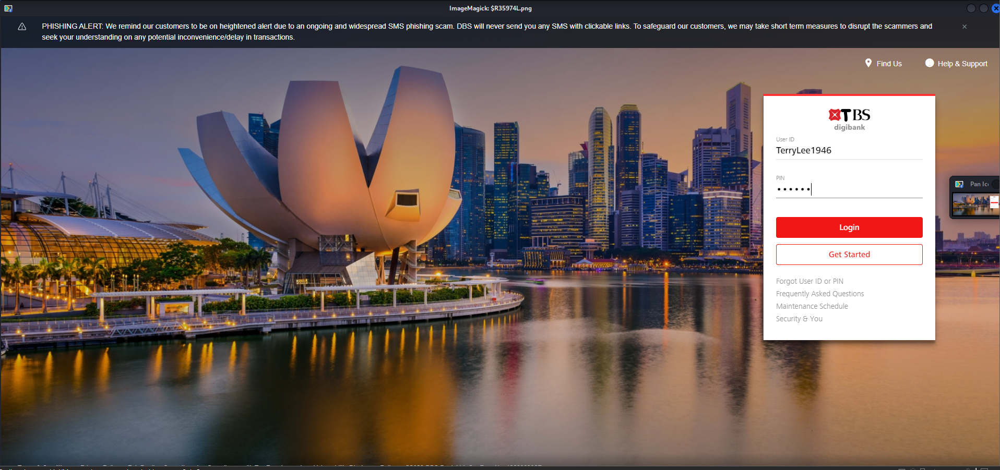 ImageMagick: $R35974L.png
PHISHING ALERT: We remind our customers to be on heightened alert due to an ongoing and widespread SMS phishing scam. DBS will never send you any SMS with clickable links. To safeguard our customers, we may take short term measures to disrupt the scammers and
seek your understanding on any potential inconvenience/delay in transactions.
Find Us
Help & Support
TBS
digibank
User ID
TerryLee1946
PIN
Pan Ic
Login
Get Started
Forgot User ID or PIN
Frequently Asked Questions
Maintenance Schedule
Security & You